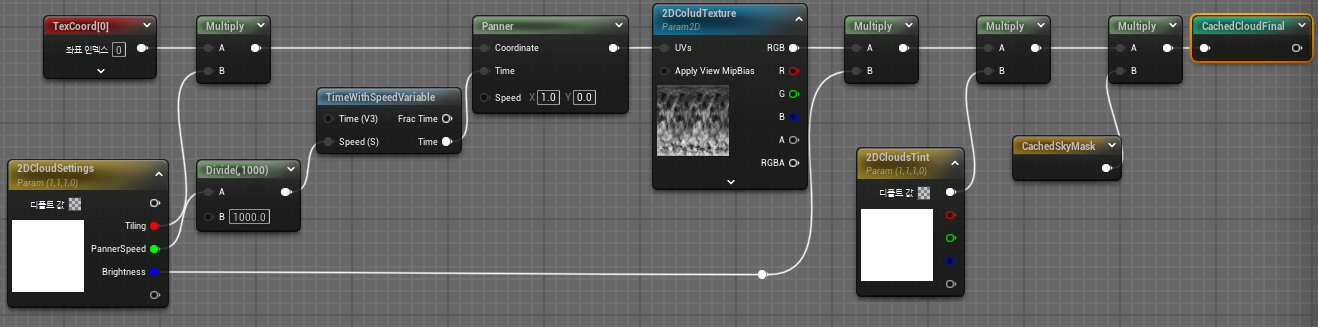 TexCoord[0]
좌표 인덱스 0
Multiply
A
B
2DCloudSettings
Param (1,1,1,0)
디폴트 값
Tiling
PannerSpeed
Brightness
Divide(,1000)
A
B 1000.0
TimeWithSpeedVariable
Time (V3) Frac Time
Speed (S) Time
Panner
Coordinate
Time
Speed X 1.0 Y 0.0
2DColudTexture
Param2D
UVs RGB
Apply View MipBias R
G
B
A
RGBA
Multiply
A
B
2DCloudsTint
Param (1,1,1,0)
디폴트 값
Multiply
A
B
CachedSkyMask
Multiply
A
B
CachedCloudFinal